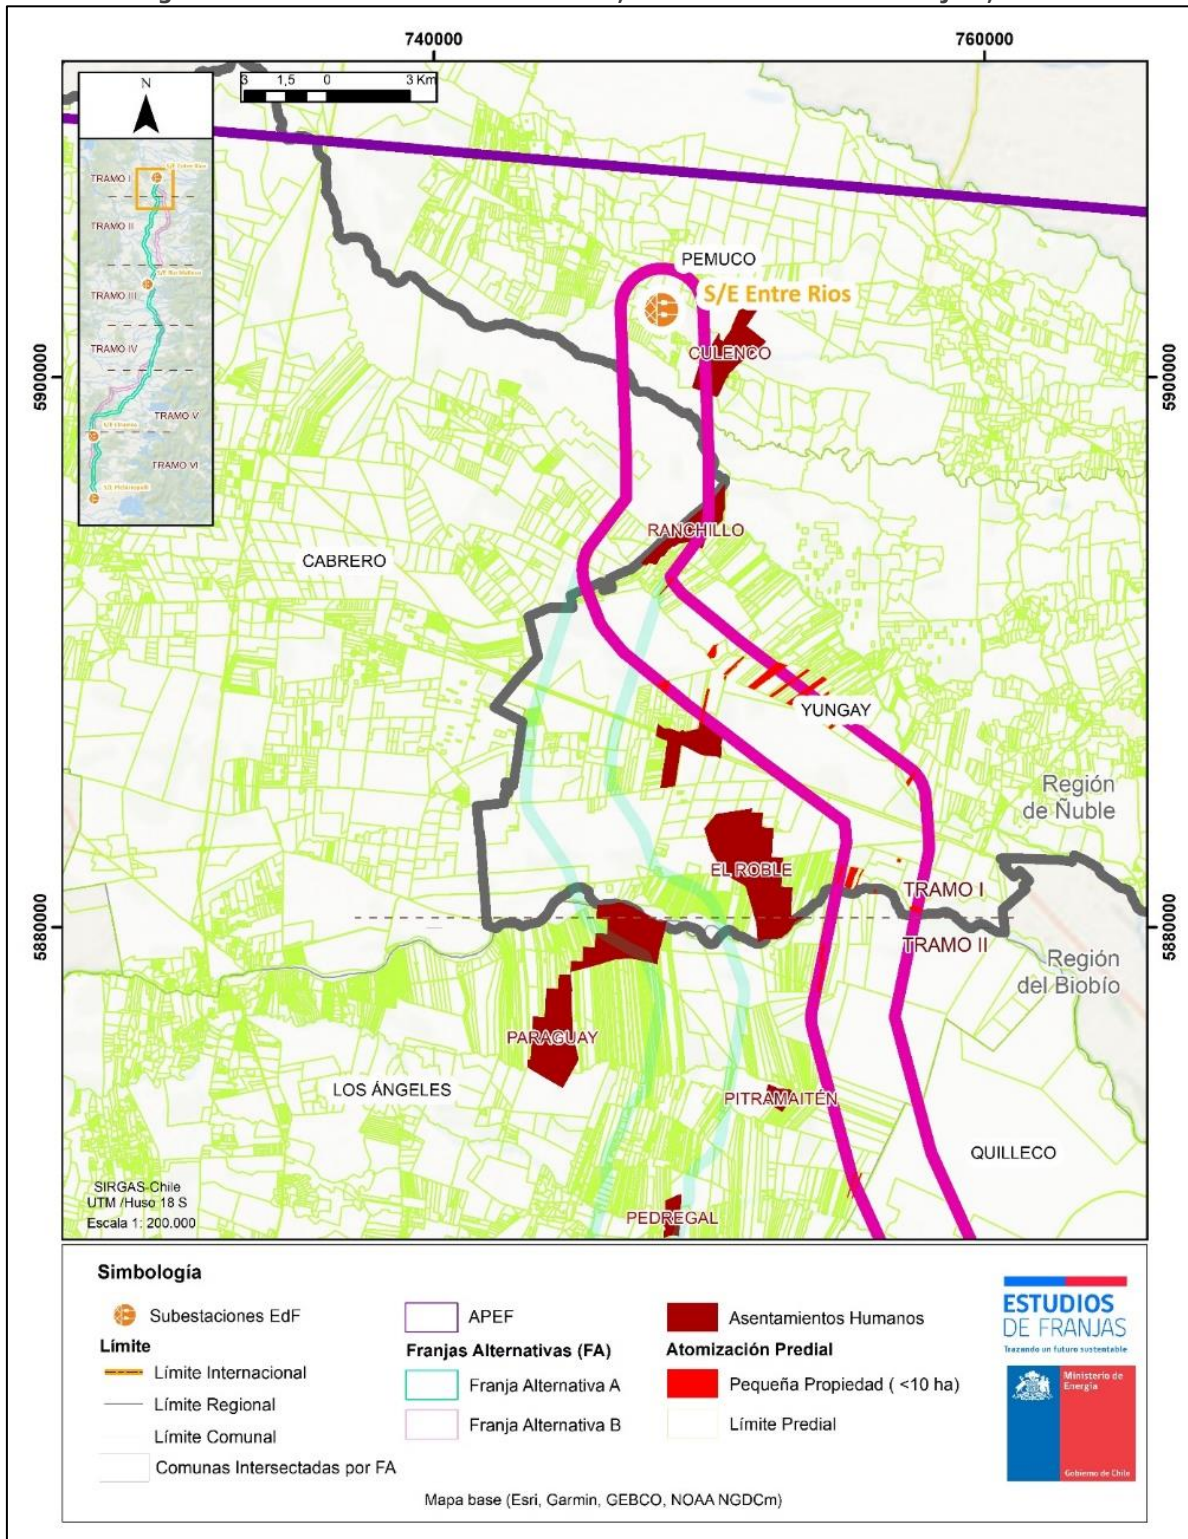 740000
760000
N
3 1,5 0 3 Km
S/E Entre Ríos
TRAMO I
TRAMO II
TRAMO III
TRAMO IV
TRAMO V
TRAMO VI
PEMUCO
S/E Entre Rios
CULENCO
5900000
5900000
RANCHILLO
CABRERO
YUNGAY
Región
de Ñuble
EL ROBLE
TRAMO I
5880000
5880000
TRAMO II
Región
del Biobío
PARAGUAY
LOS ÁNGELES
PITRAMAITÉN
QUILLECO
SIRGAS-Chile
UTM /Huso 18 S
Escala 1: 200.000
PEDREGAL
Simbología
Subestaciones EdF
Límite
Límite Internacional
Límite Regional
Límite Comunal
Comunas Intersectadas por FA
APEF
Franjas Alternativas (FA)
Franja Alternativa A
Franja Alternativa B
Asentamientos Humanos
Atomización Predial
Pequeña Propiedad ( <10 ha)
Límite Predial
ESTUDIOS
DE FRANJAS
Trazando un futuro sustentable
Ministerio de
Energía
Gobierno de Chile
Mapa base (Esri, Garmin, GEBCO, NOAA NGDCm)